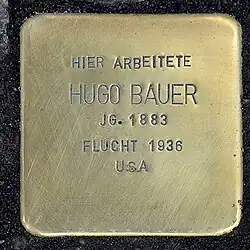 HIER ARBEITETE
HUGO BAUER
JG. 1883
FLUCHT 1936
USA